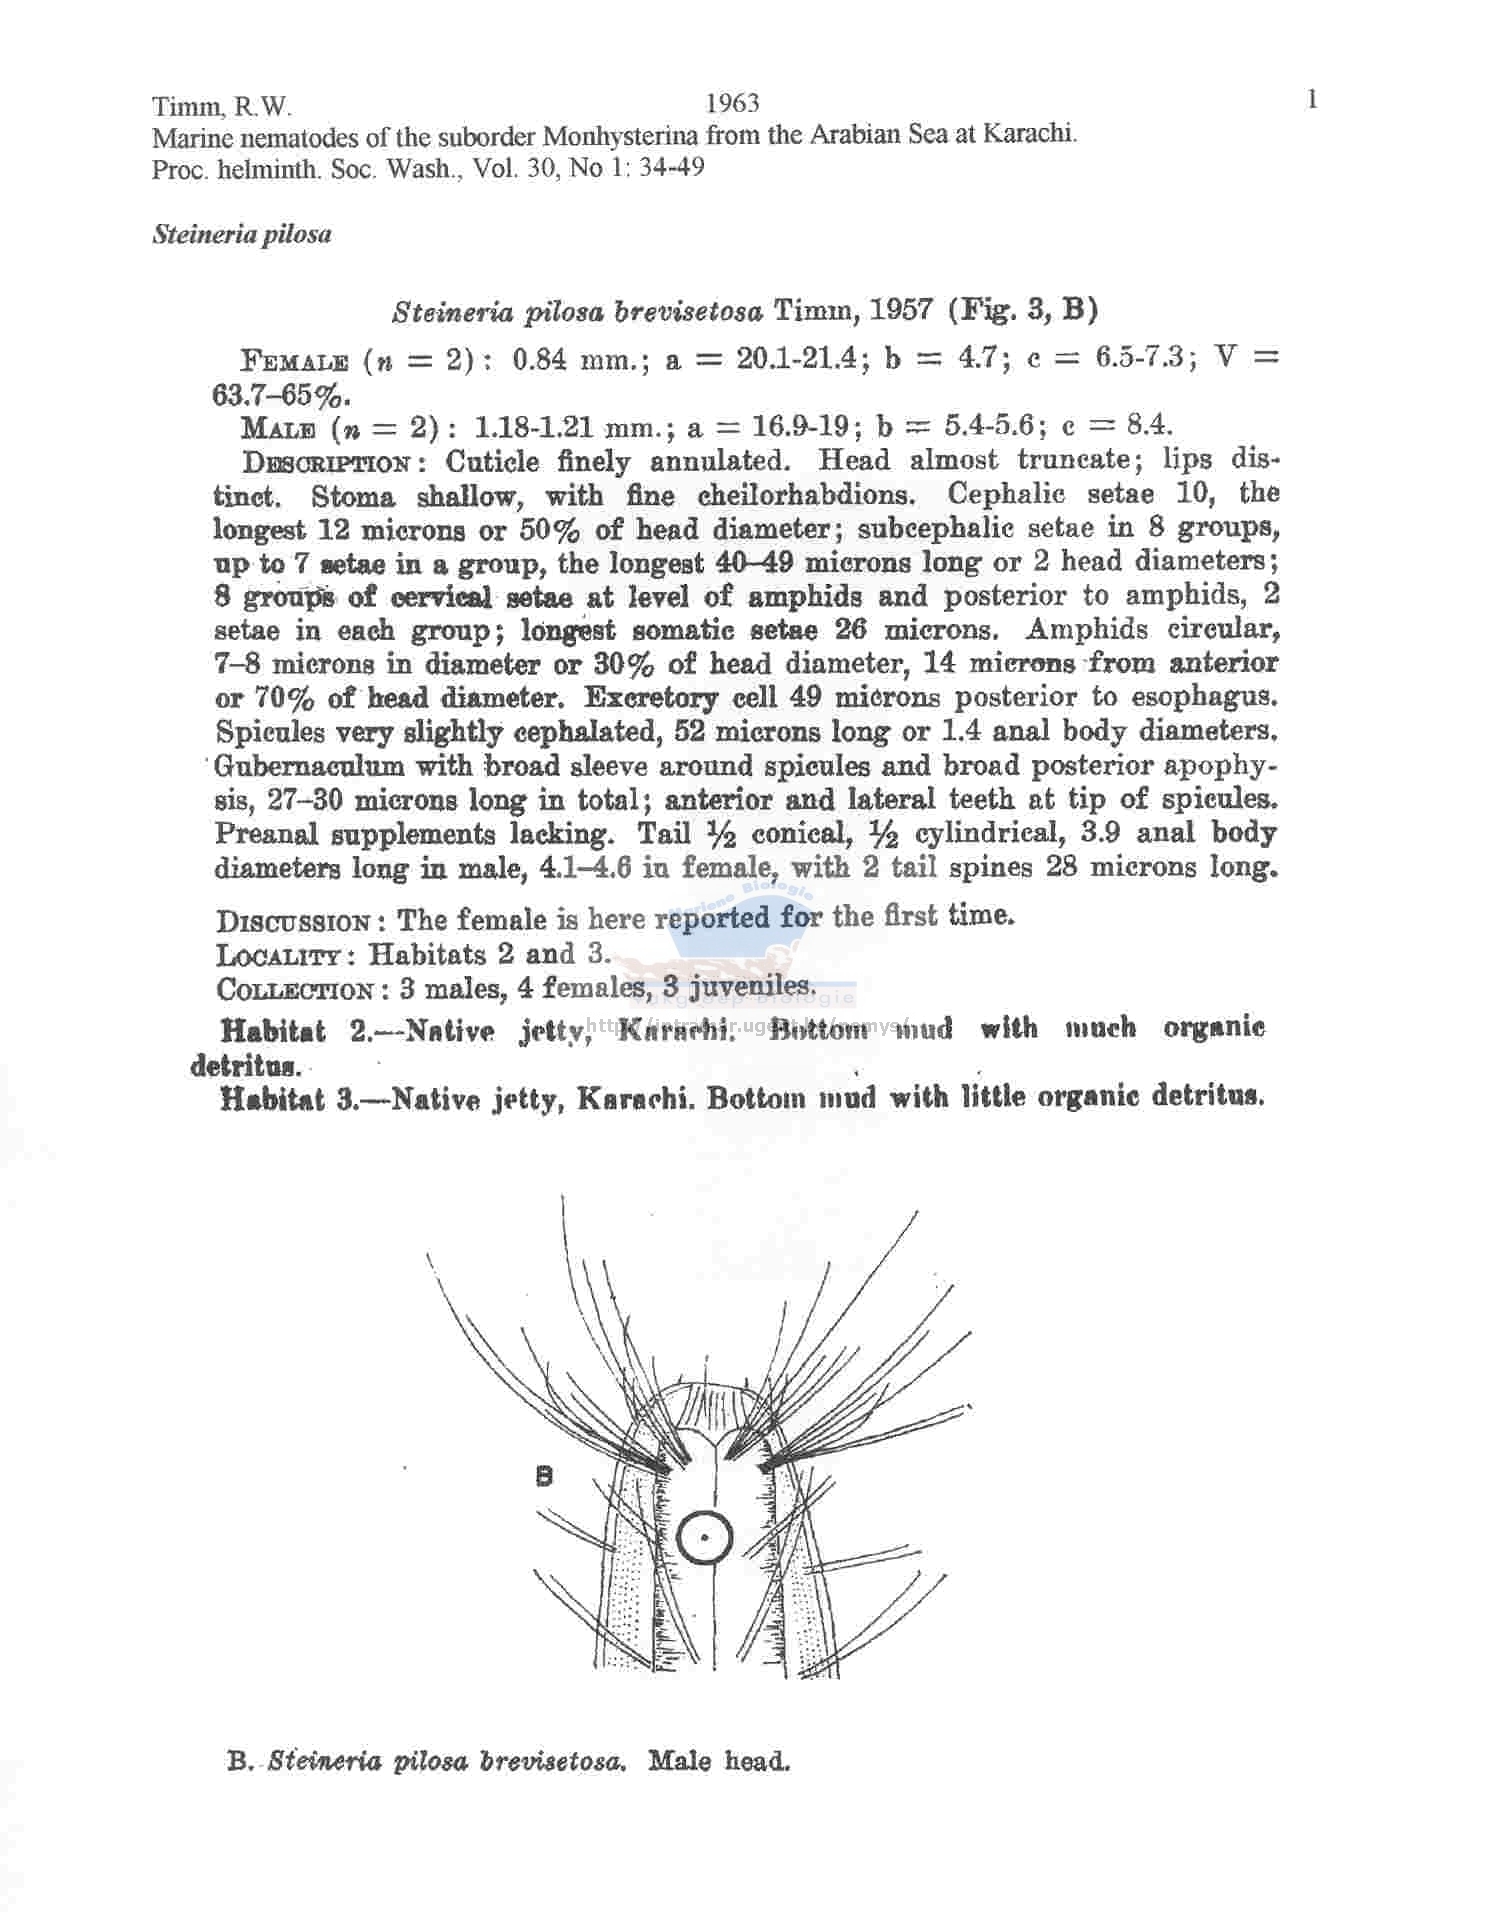 Timm, R.W. 1963 1
Marine nematodes of the suborder Monhysterina from the Arabian Sea at Karachi.
Proc. helminth. Soc. Wash., Vol. 30, No 1: 34-49
Steineria pilosa
Steineria pilosa brevisetosa Timm, 1957 (Fig. 3, B)
FEMALE (n = 2): 0.84 mm.; a = 20.1-21.4; b = 4.7; c = 6.5-7.3; V =
63.7–65%.
MALE (n = 2): 1.18-1.21 mm.; a = 16.9-19; b = 5.4-5.6; c = 8.4.
DESCRIPTION: Cuticle finely annulated. Head almost truncate; lips dis-
tinct. Stoma shallow, with fine cheilorhabdions. Cephalic setae 10, the
longest 12 microns or 50% of head diameter; subcephalic setae in 8 groups,
up to 7 setae in a group, the longest 40–49 microns long or 2 head diameters;
8 groups of cervical setae at level of amphids and posterior to amphids, 2
setae in each group; longest somatic setae 26 microns. Amphids circular,
7–8 microns in diameter or 30% of head diameter, 14 microns from anterior
or 70% of head diameter. Excretory cell 49 microns posterior to esophagus.
Spicules very slightly cephalated, 52 microns long or 1.4 anal body diameters.
Gubernaculum with broad sleeve around spicules and broad posterior apophy-
sis, 27–30 microns long in total; anterior and lateral teeth at tip of spicules.
Preanal supplements lacking. Tail ½ conical, ½ cylindrical, 3.9 anal body
diameters long in male, 4.1–4.6 in female, with 2 tail spines 28 microns long.
Mariene Biologie
DISCUSSION: The female is here reported for the first time.
LOCALITY: Habitats 2 and 3.
COLLECTION: 3 males, 4 females, 3 juveniles.
Vakgroep Biologie
http://intramar.ugent.be/nemys/
Habitat 2.—Native jetty, Karachi. Bottom mud with much organic
detritus.
Habitat 3.—Native jetty, Karachi. Bottom mud with little organic detritus.
B
B. Steineria pilosa brevisetosa. Male head.